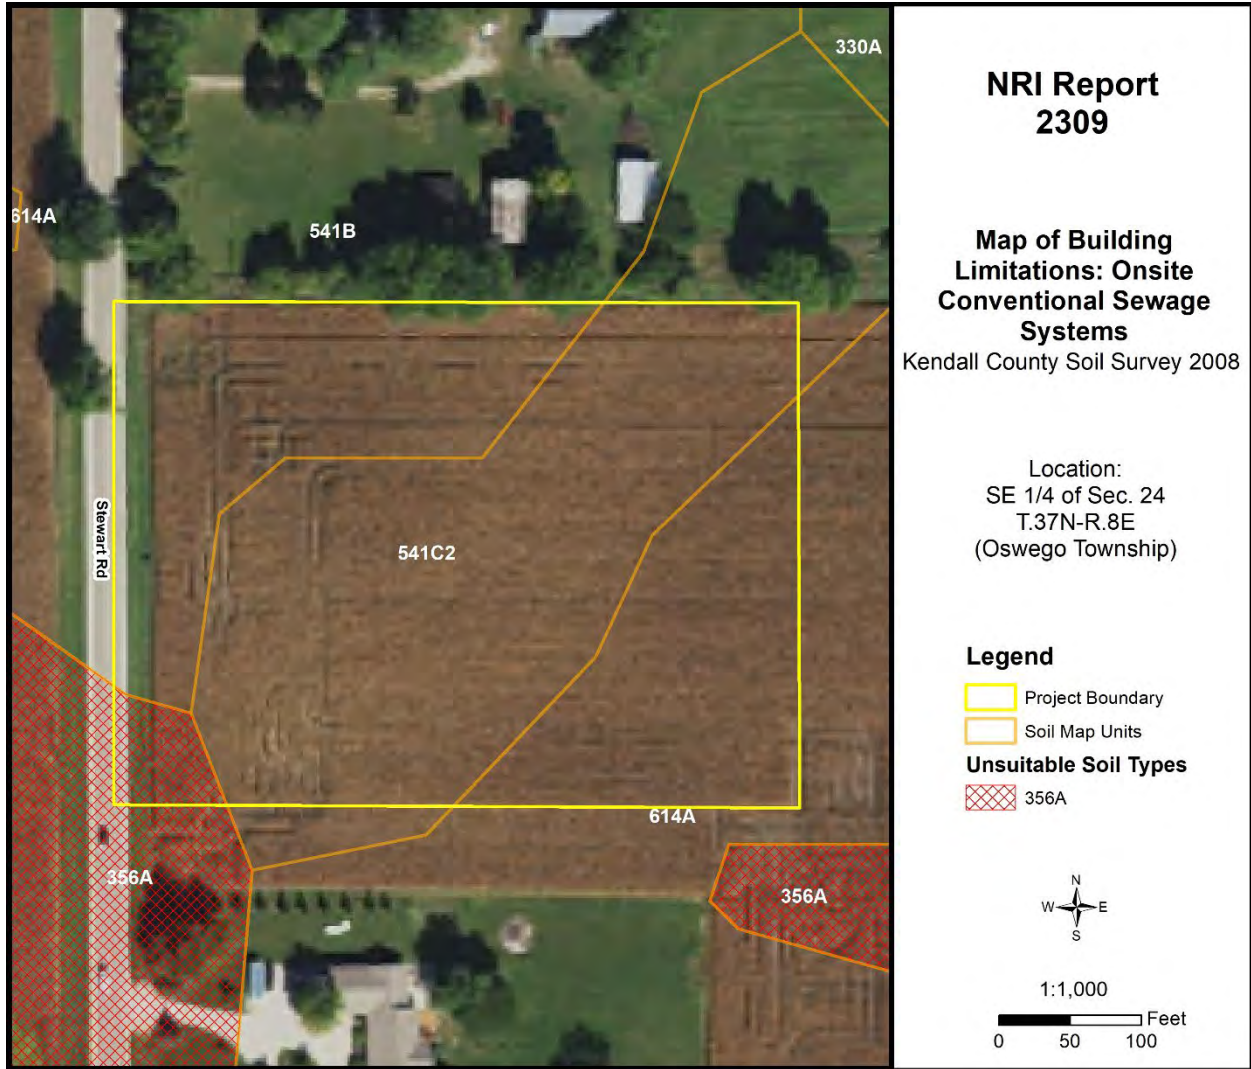 330A
614A
541B
Stewart Rd
541C2
614A
356A
356A
NRI Report
2309
Map of Building
Limitations: Onsite
Conventional Sewage
Systems
Kendall County Soil Survey 2008
Location:
SE 1/4 of Sec. 24
T.37N-R.8E
(Oswego Township)
Legend
Project Boundary
Soil Map Units
Unsuitable Soil Types
356A
N
W E
S
1:1,000
Feet
0 50 100